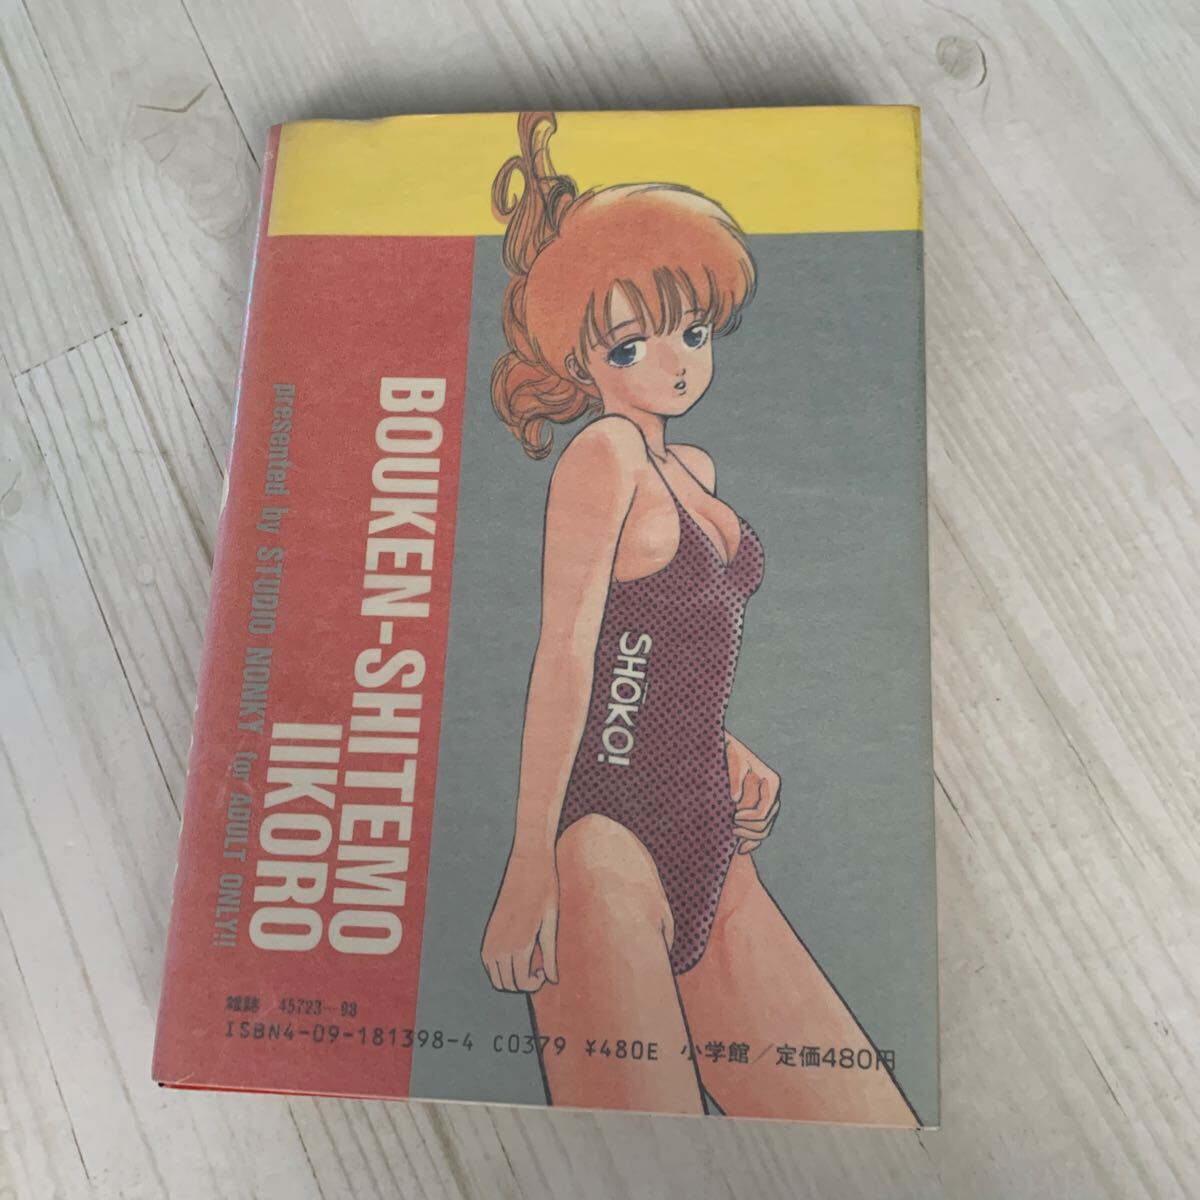 BOUKEN-SHITEMO
IIKORO
presented by STUDIO NONKY for ADULT ONLY!!
SHOKO!
雑誌 45723-98
ISBN4-09-181398-4 C0379 ¥480E 小学館/定価480円